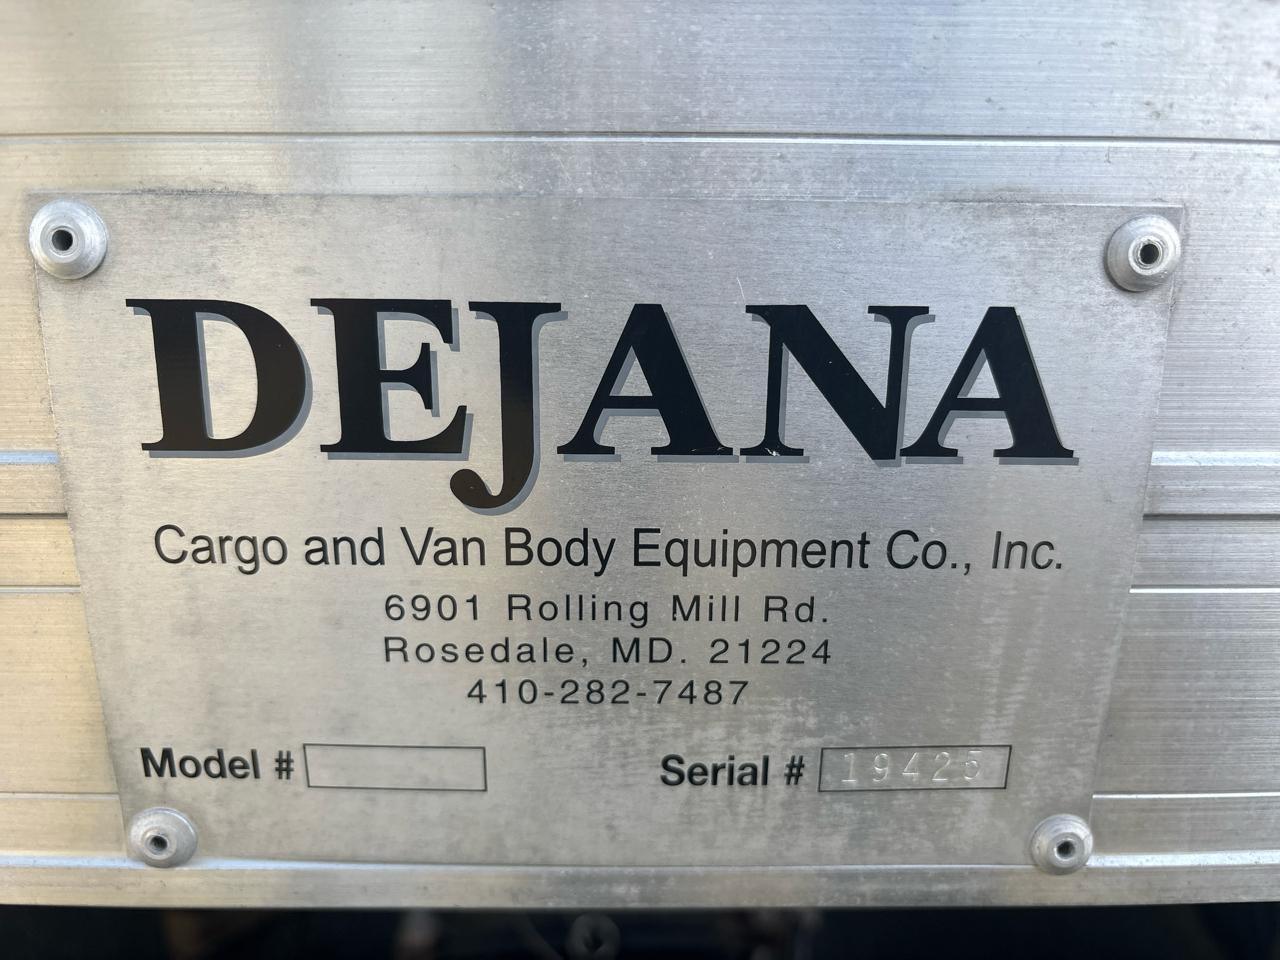 DEJANA
Cargo and Van Body Equipment Co., Inc.
6901 Rolling Mill Rd.
Rosedale, MD. 21224
410-282-7487
Model #
Serial # 19425